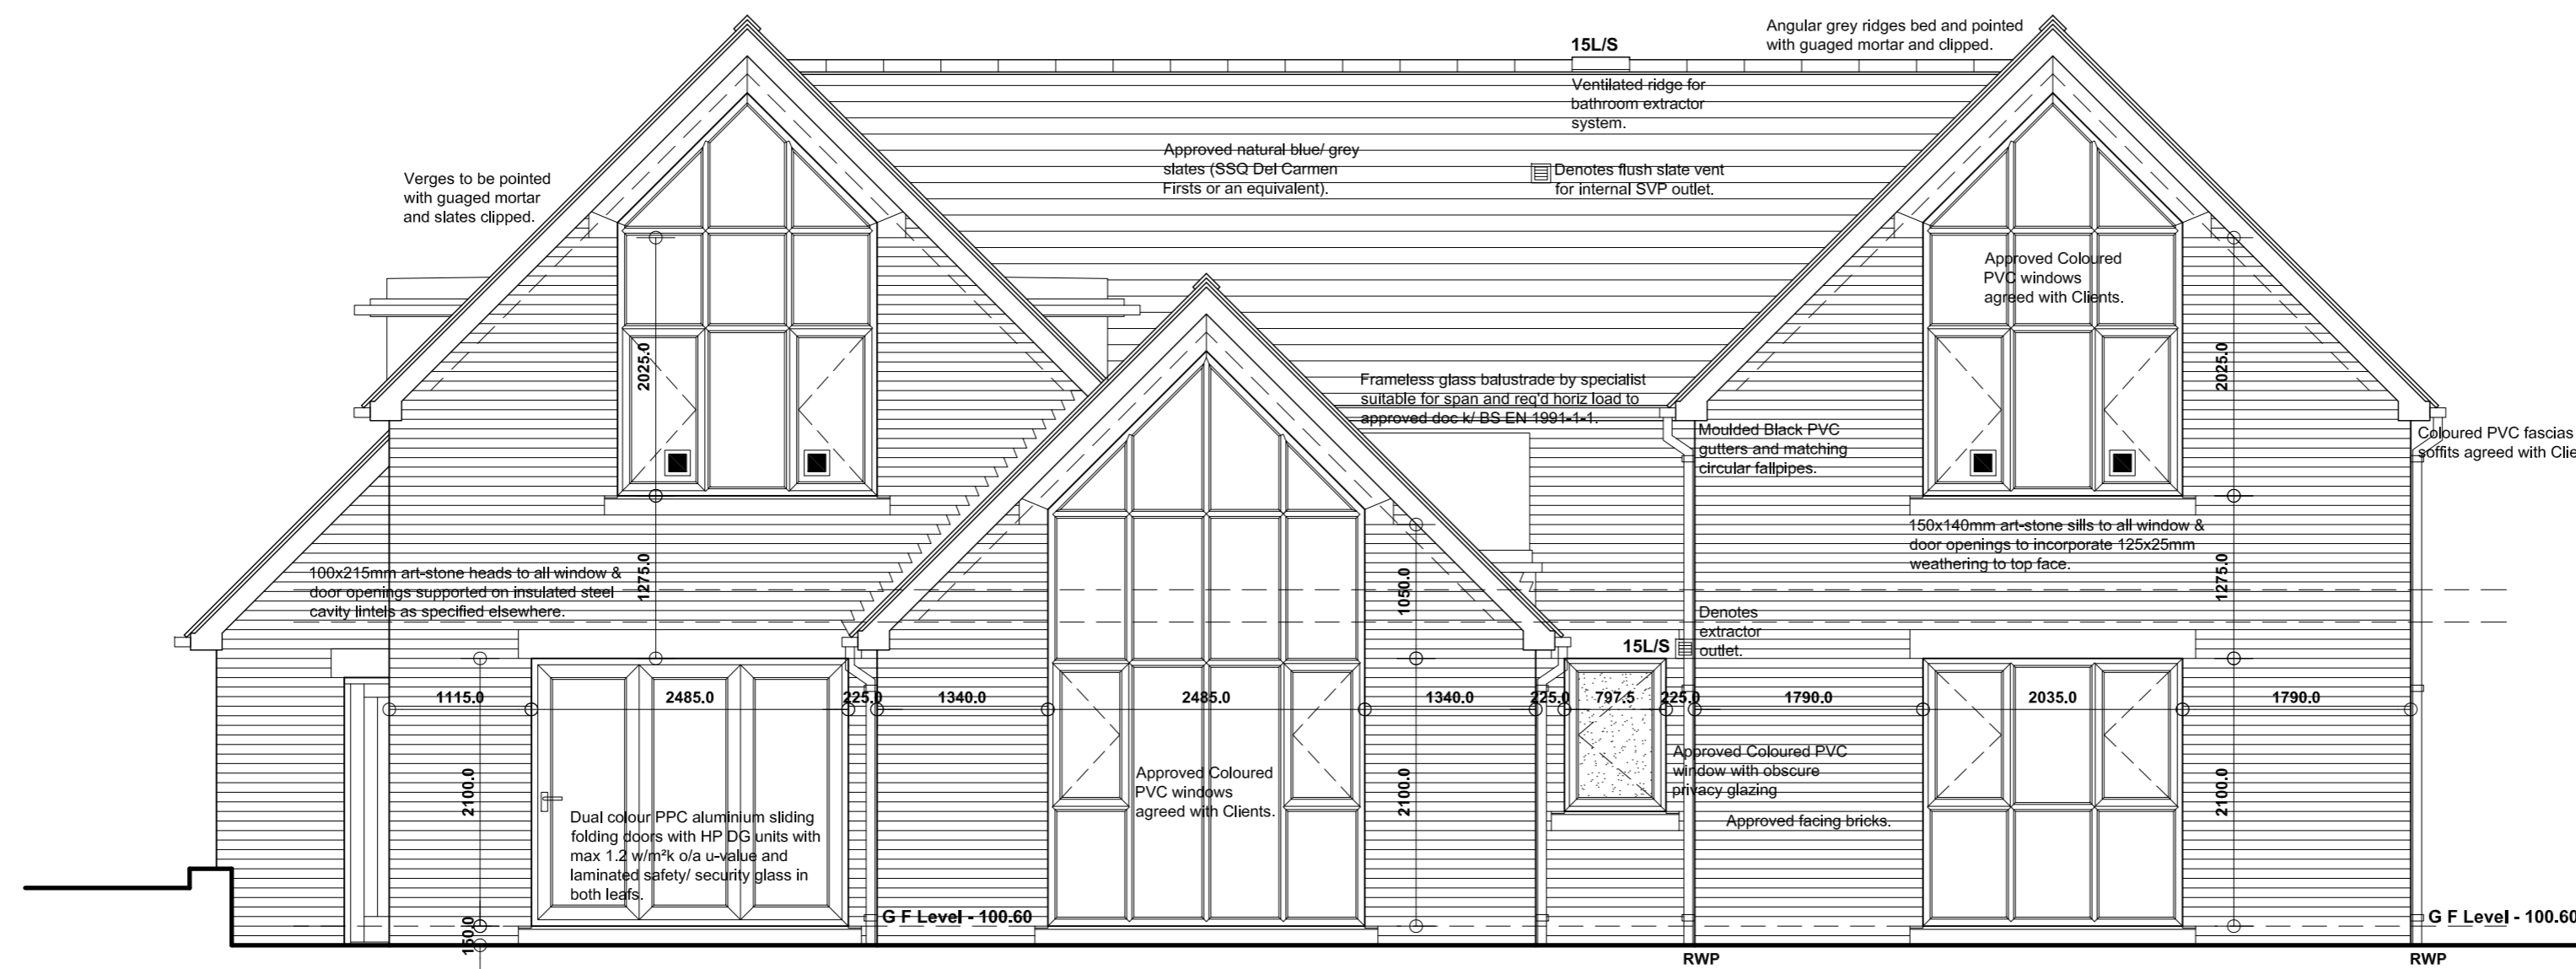 Angular grey ridges bed and pointed
with guaged mortar and clipped.
15L/S
Ventilated ridge for
bathroom extractor
system.
Approved natural blue/ grey
slates (SSQ Del Carmen
Firsts or an equivalent).
Denotes flush slate vent
for internal SVP outlet.
Verges to be pointed
with guaged mortar
and slates clipped.
Approved Coloured
PVC windows
agreed with Clients.
2025.0
2025.0
Frameless glass balustrade by specialist
suitable for span and req'd horiz load to
approved doc k/ BS EN 1991-1-1.
Moulded Black PVC
gutters and matching
circular fallpipes.
Coloured PVC fascias
soffits agreed with Clie
150x140mm art-stone sills to all window &
door openings to incorporate 125x25mm
weathering to top face.
100x215mm art-stone heads to all window &
door openings supported on insulated steel
cavity lintels as specified elsewhere.
1275.0
1050.0
1275.0
Denotes
extractor
outlet.
15L/S
1115.0
2485.0
225.0
1340.0
2485.0
1340.0
225.0
797.5
225.0
1790.0
2035.0
1790.0
Approved Coloured PVC
window with obscure
privacy glazing
Approved Coloured
PVC windows
agreed with Clients.
2100.0
2100.0
2100.0
Dual colour PPC aluminium sliding
folding doors with HP DG units with
max 1.2 w/m²k o/a u-value and
laminated safety/ security glass in
both leafs.
Approved facing bricks.
G F Level - 100.60
G F Level - 100.60
150.0
RWP
RWP